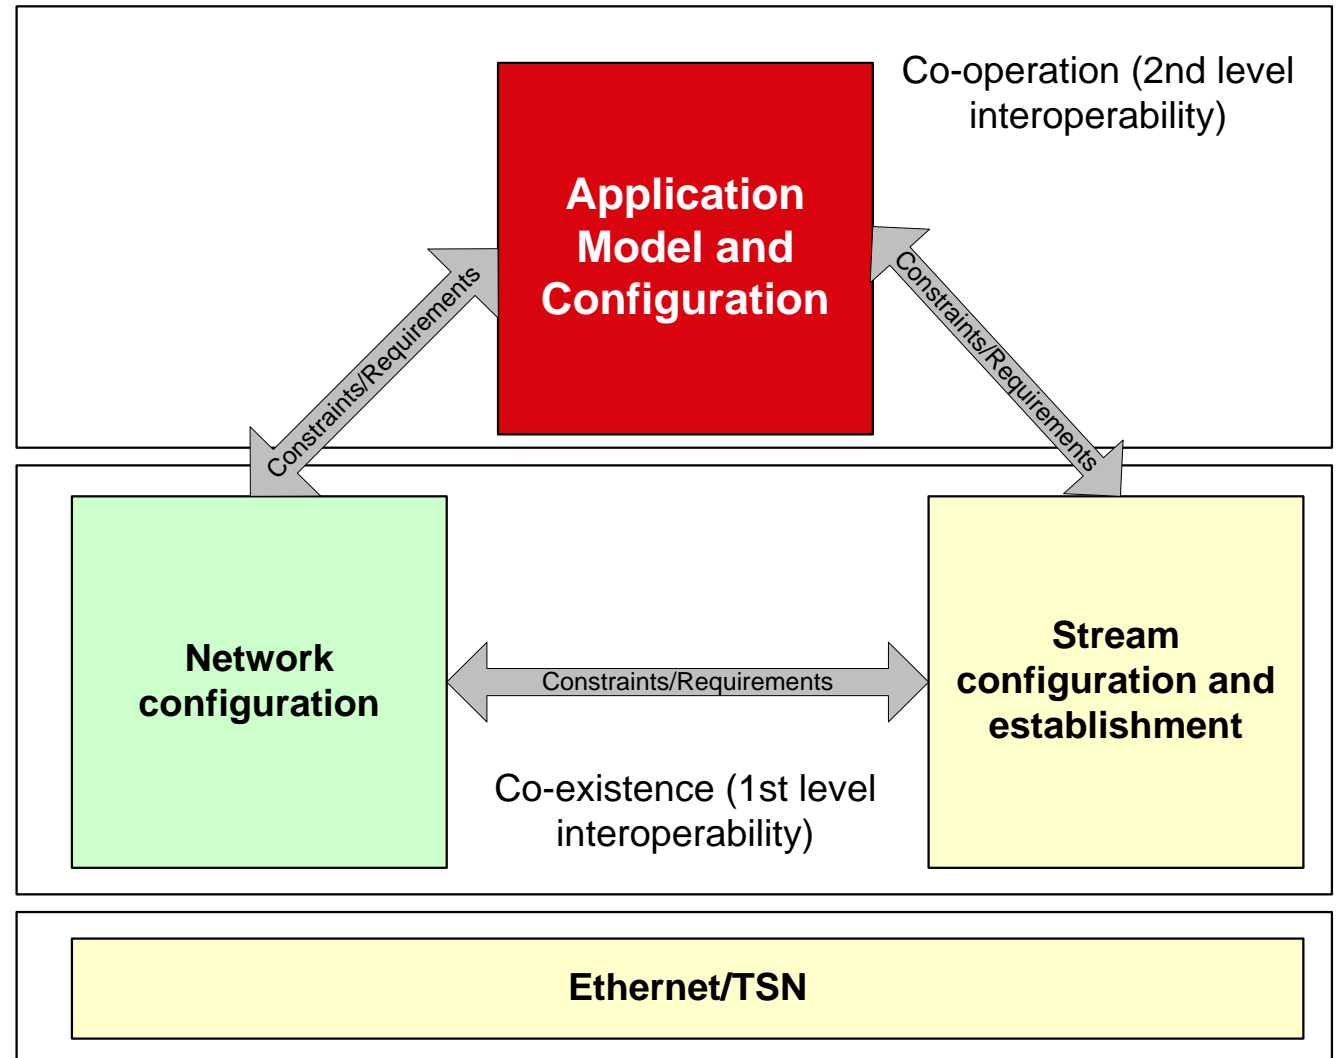 Co-operation (2nd level
interoperability)
Application
Model and
Configuration
Constraints/Requirements
Constraints/Requirements
Network
configuration
Constraints/Requirements
Stream
configuration and
establishment
Co-existence (1st level
interoperability)
Ethernet/TSN